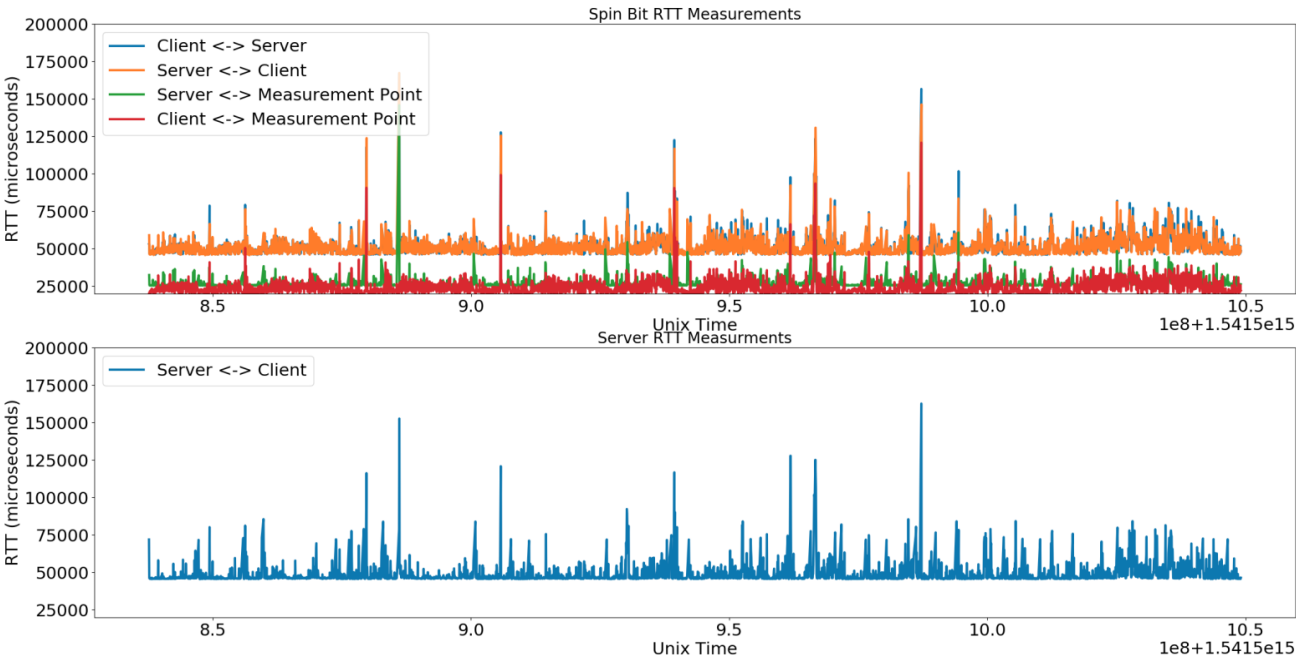 Spin Bit RTT Measurements
RTT (microseconds)
200000
175000
150000
125000
100000
75000
50000
25000
Client <-> Server
Server <-> Client
Server <-> Measurement Point
Client <-> Measurement Point
8.5 9.0 9.5 10.0 10.5
Unix Time
1e8+1.5415e15
Server RTT Measurments
RTT (microseconds)
200000
175000
150000
125000
100000
75000
50000
25000
Server <-> Client
8.5 9.0 9.5 10.0 10.5
Unix Time
1e8+1.5415e15